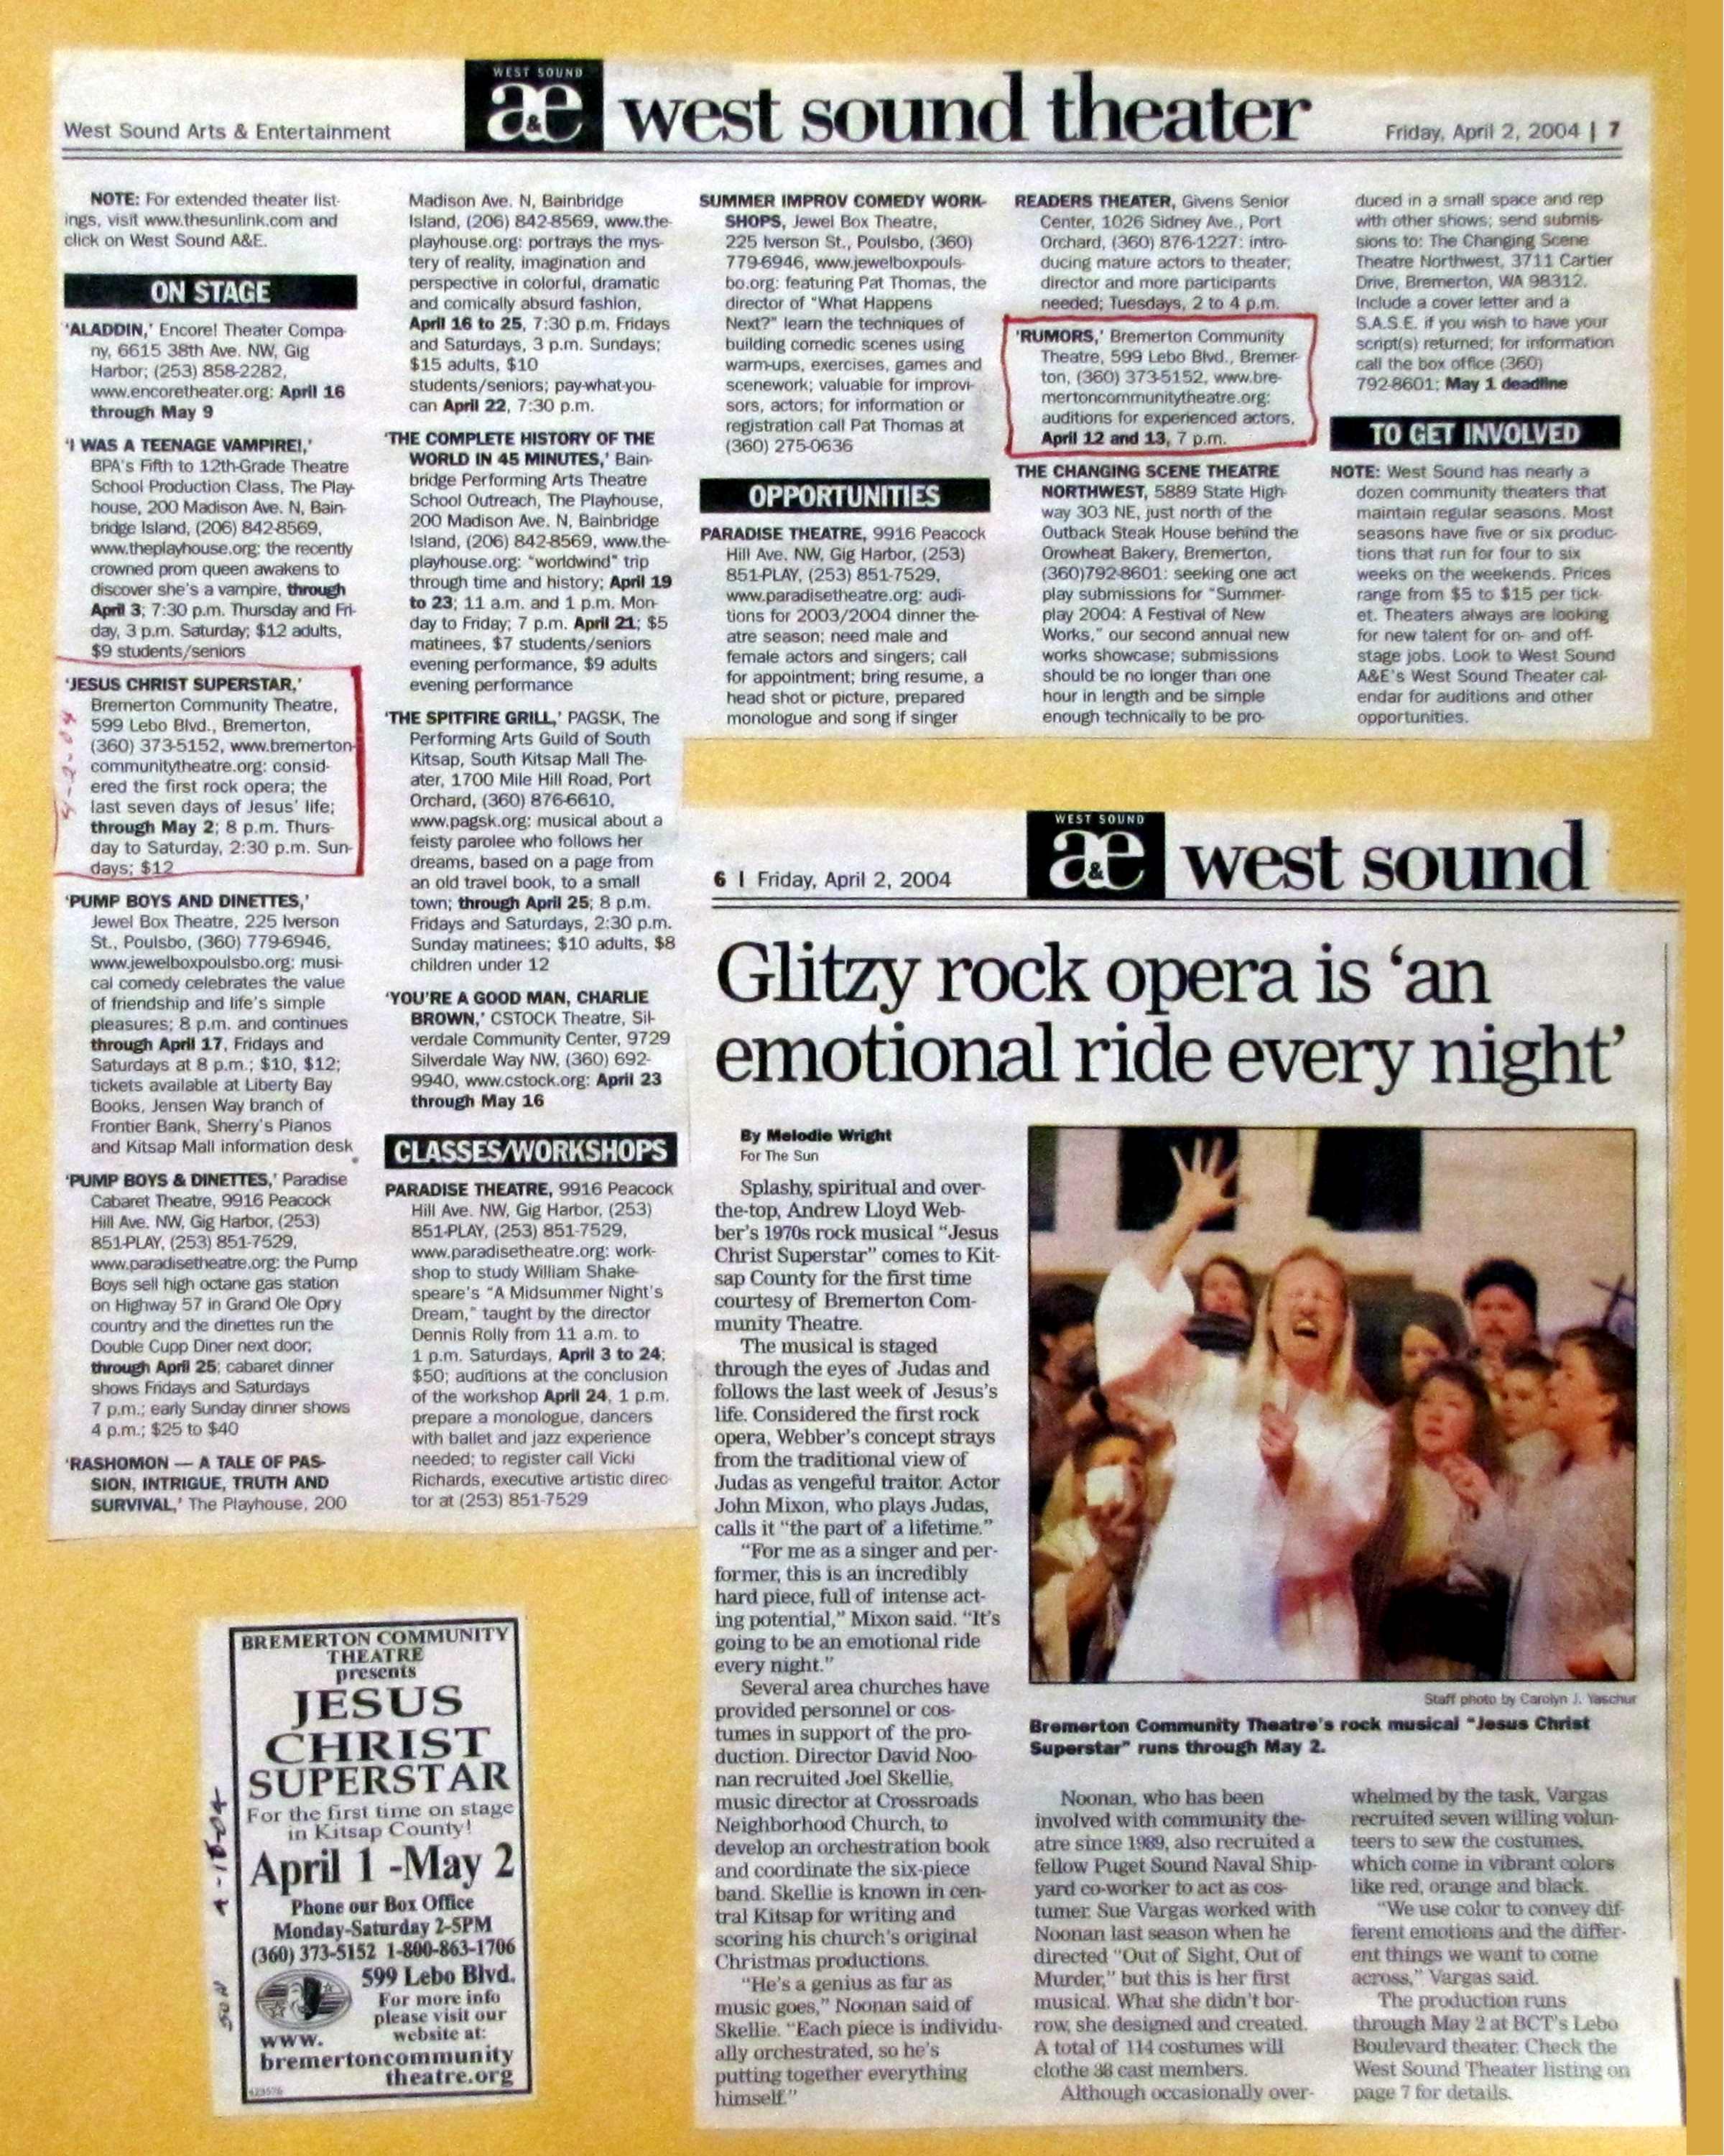 West Sound Arts & Entertainment
WEST SOUND
a&e
west sound theater
Friday, April 2, 2004 | 7
NOTE: For extended theater list-
ings, visit www.thesunlink.com and
click on West Sound A&E.
ON STAGE
'ALADDIN,' Encore! Theater Compa-
ny, 6615 38th Ave. NW, Gig
Harbor; (253) 858-2282,
www.encoretheater.org: April 16
through May 9
'I WAS A TEENAGE VAMPIRE!,'
BPA's Fifth to 12th-Grade Theatre
School Production Class, The Play-
house, 200 Madison Ave. N, Bain-
bridge Island, (206) 842-8569,
www.theplayhouse.org: the recently
crowned prom queen awakens to
discover she's a vampire, through
April 3; 7:30 p.m. Thursday and Fri-
day, 3 p.m. Saturday; $12 adults,
$9 students/seniors
'JESUS CHRIST SUPERSTAR,'
Bremerton Community Theatre,
599 Lebo Blvd., Bremerton,
(360) 373-5152, www.bremerton-
communitytheatre.org: consid-
ered the first rock opera; the
last seven days of Jesus' life;
through May 2; 8 p.m. Thurs-
day to Saturday, 2:30 p.m. Sun-
days; $12
4-2-04
'PUMP BOYS AND DINETTES,'
Jewel Box Theatre, 225 Iverson
St., Poulsbo, (360) 779-6946,
www.jewelboxpoulsbo.org: musi-
cal comedy celebrates the value
of friendship and life's simple
pleasures; 8 p.m. and continues
through April 17, Fridays and
Saturdays at 8 p.m.; $10, $12;
tickets available at Liberty Bay
Books, Jensen Way branch of
Frontier Bank, Sherry's Pianos
and Kitsap Mall information desk
'PUMP BOYS & DINETTES,' Paradise
Cabaret Theatre, 9916 Peacock
Hill Ave. NW, Gig Harbor, (253)
851-PLAY, (253) 851-7529,
www.paradisetheatre.org: the Pump
Boys sell high octane gas station
on Highway 57 in Grand Ole Opry
country and the dinettes run the
Double Cupp Diner next door;
through April 25; cabaret dinner
shows Fridays and Saturdays
7 p.m.; early Sunday dinner shows
4 p.m.; $25 to $40
'RASHOMON — A TALE OF PAS-
SION, INTRIGUE, TRUTH AND
SURVIVAL,' The Playhouse, 200
Madison Ave. N, Bainbridge
Island, (206) 842-8569, www.the-
playhouse.org: portrays the mys-
tery of reality, imagination and
perspective in colorful, dramatic
and comically absurd fashion,
April 16 to 25, 7:30 p.m. Fridays
and Saturdays, 3 p.m. Sundays;
$15 adults, $10
students/seniors; pay-what-you-
can April 22, 7:30 p.m.
'THE COMPLETE HISTORY OF THE
WORLD IN 45 MINUTES,' Bain-
bridge Performing Arts Theatre
School Outreach, The Playhouse,
200 Madison Ave. N, Bainbridge
Island, (206) 842-8569, www.the-
playhouse.org: "worldwind" trip
through time and history; April 19
to 23; 11 a.m. and 1 p.m. Mon-
day to Friday; 7 p.m. April 21; $5
matinees, $7 students/seniors
evening performance, $9 adults
evening performance
'THE SPITFIRE GRILL,' PAGSK, The
Performing Arts Guild of South
Kitsap, South Kitsap Mall The-
ater, 1700 Mile Hill Road, Port
Orchard, (360) 876-6610,
www.pagsk.org: musical about a
feisty parolee who follows her
dreams, based on a page from
an old travel book, to a small
town; through April 25; 8 p.m.
Fridays and Saturdays, 2:30 p.m.
Sunday matinees; $10 adults, $8
children under 12
'YOU'RE A GOOD MAN, CHARLIE
BROWN,' CSTOCK Theatre, Sil-
verdale Community Center, 9729
Silverdale Way NW, (360) 692-
9940, www.cstock.org: April 23
through May 16
CLASSES/WORKSHOPS
PARADISE THEATRE, 9916 Peacock
Hill Ave. NW, Gig Harbor, (253)
851-PLAY, (253) 851-7529,
www.paradisetheatre.org: work-
shop to study William Shake-
speare's "A Midsummer Night's
Dream," taught by the director
Dennis Rolly from 11 a.m. to
1 p.m. Saturdays, April 3 to 24;
$50; auditions at the conclusion
of the workshop April 24, 1 p.m.
prepare a monologue, dancers
with ballet and jazz experience
needed; to register call Vicki
Richards, executive artistic direc-
tor at (253) 851-7529
SUMMER IMPROV COMEDY WORK-
SHOPS, Jewel Box Theatre,
225 Iverson St., Poulsbo, (360)
779-6946, www.jewelboxpouls-
bo.org: featuring Pat Thomas, the
director of "What Happens
Next?" learn the techniques of
building comedic scenes using
warm-ups, exercises, games and
scenework; valuable for improvi-
sors, actors; for information or
registration call Pat Thomas at
(360) 275-0636
OPPORTUNITIES
PARADISE THEATRE, 9916 Peacock
Hill Ave. NW, Gig Harbor, (253)
851-PLAY, (253) 851-7529,
www.paradisetheatre.org: audi-
tions for 2003/2004 dinner the-
atre season; need male and
female actors and singers; call
for appointment; bring resume, a
head shot or picture, prepared
monologue and song if singer
READERS THEATER, Givens Senior
Center, 1026 Sidney Ave., Port
Orchard, (360) 876-1227: intro-
ducing mature actors to theater;
director and more participants
needed; Tuesdays, 2 to 4 p.m.
'RUMORS,' Bremerton Community
Theatre, 599 Lebo Blvd., Bremer-
ton, (360) 373-5152, www.bre-
mertoncommunitytheatre.org:
auditions for experienced actors,
April 12 and 13, 7 p.m.
THE CHANGING SCENE THEATRE
NORTHWEST, 5889 State High-
way 303 NE, just north of the
Outback Steak House behind the
Orowheat Bakery, Bremerton,
(360)792-8601: seeking one act
play submissions for "Summer-
play 2004: A Festival of New
Works," our second annual new
works showcase; submissions
should be no longer than one
hour in length and be simple
enough technically to be pro-
duced in a small space and rep
with other shows; send submis-
sions to: The Changing Scene
Theatre Northwest, 3711 Cartier
Drive, Bremerton, WA 98312.
Include a cover letter and a
S.A.S.E. if you wish to have your
script(s) returned; for information
call the box office (360)
792-8601; May 1 deadline
TO GET INVOLVED
NOTE: West Sound has nearly a
dozen community theaters that
maintain regular seasons. Most
seasons have five or six produc-
tions that run for four to six
weeks on the weekends. Prices
range from $5 to $15 per tick-
et. Theaters always are looking
for new talent for on- and off-
stage jobs. Look to West Sound
A&E's West Sound Theater cal-
endar for auditions and other
opportunities.
6 | Friday, April 2, 2004
WEST SOUND
a&e
west sound
Glitzy rock opera is 'an
emotional ride every night'
By Melodie Wright
For The Sun
Splashy, spiritual and over-
the-top, Andrew Lloyd Web-
ber's 1970s rock musical "Jesus
Christ Superstar" comes to Kit-
sap County for the first time
courtesy of Bremerton Com-
munity Theatre.
The musical is staged
through the eyes of Judas and
follows the last week of Jesus's
life. Considered the first rock
opera, Webber's concept strays
from the traditional view of
Judas as vengeful traitor. Actor
John Mixon, who plays Judas,
calls it "the part of a lifetime."
"For me as a singer and per-
former, this is an incredibly
hard piece, full of intense act-
ing potential," Mixon said. "It's
going to be an emotional ride
every night."
Several area churches have
provided personnel or cos-
tumes in support of the pro-
duction. Director David Noo-
nan recruited Joel Skellie,
music director at Crossroads
Neighborhood Church, to
develop an orchestration book
and coordinate the six-piece
band. Skellie is known in cen-
tral Kitsap for writing and
scoring his church's original
Christmas productions.
"He's a genius as far as
music goes," Noonan said of
Skellie. "Each piece is individu-
ally orchestrated, so he's
putting together everything
himself."
Staff photo by Carolyn J. Yaschur
Bremerton Community Theatre's rock musical "Jesus Christ
Superstar" runs through May 2.
Noonan, who has been
involved with community the-
atre since 1989, also recruited a
fellow Puget Sound Naval Ship-
yard co-worker to act as cos-
tumer. Sue Vargas worked with
Noonan last season when he
directed "Out of Sight, Out of
Murder," but this is her first
musical. What she didn't bor-
row, she designed and created.
A total of 114 costumes will
clothe 38 cast members.
Although occasionally over-
whelmed by the task, Vargas
recruited seven willing volun-
teers to sew the costumes,
which come in vibrant colors
like red, orange and black.
"We use color to convey dif-
ferent emotions and the differ-
ent things we want to come
across," Vargas said.
The production runs
through May 2 at BCT's Lebo
Boulevard theater. Check the
West Sound Theater listing on
page 7 for details.
BREMERTON COMMUNITY
THEATRE
presents
JESUS
CHRIST
SUPERSTAR
For the first time on stage
in Kitsap County!
April 1 -May 2
Phone our Box Office
Monday-Saturday 2-5PM
(360) 373-5152 1-800-863-1706
599 Lebo Blvd.
For more info
please visit our
website at:
www.
bremertoncommunity
theatre.org
SUN